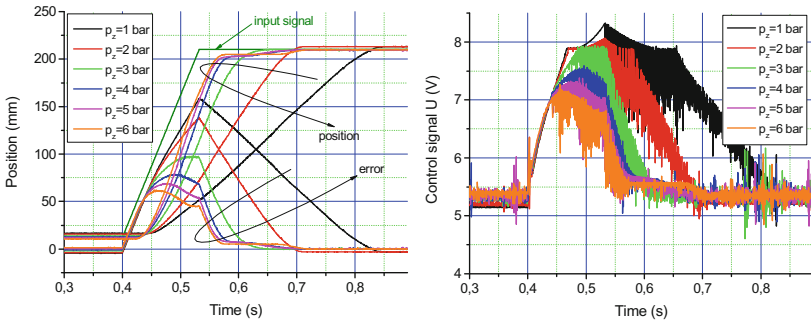 250
200
150
100
50
0
Position (mm)
0,3
0,4
0,5
0,6
0,7
0,8
Time (s)
p_z=1 bar
p_z=2 bar
p_z=3 bar
p_z=4 bar
p_z=5 bar
p_z=6 bar
input signal
position
error
8
7
6
5
4
Control signal U (V)
0,3
0,4
0,5
0,6
0,7
0,8
Time (s)
p_z=1 bar
p_z=2 bar
p_z=3 bar
p_z=4 bar
p_z=5 bar
p_z=6 bar